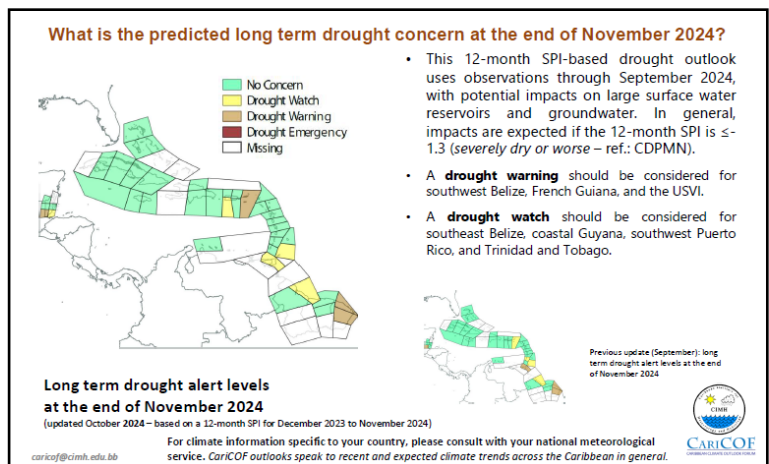 What is the predicted long term drought concern at the end of November 2024?
No Concern
Drought Watch
Drought Warning
Drought Emergency
Missing
• This 12-month SPI-based drought outlook
uses observations through September 2024,
with potential impacts on large surface water
reservoirs and groundwater. In general,
impacts are expected if the 12-month SPI is ≤-
1.3 (severely dry or worse – ref.: CDPMN).
• A drought warning should be considered for
southwest Belize, French Guiana, and the USVI.
• A drought watch should be considered for
southeast Belize, coastal Guyana, southwest Puerto
Rico, and Trinidad and Tobago.
Previous update (September): long
term drought alert levels at the end
of November 2024
Long term drought alert levels
at the end of November 2024
(updated October 2024 – based on a 12-month SPI for December 2023 to November 2024)
CIMH
CARICOF
CARIBBEAN CLIMATE OUTLOOK FORUM
For climate information specific to your country, please consult with your national meteorological
service. CariCOF outlooks speak to recent and expected climate trends across the Caribbean in general.
caricof@cimh.edu.bb